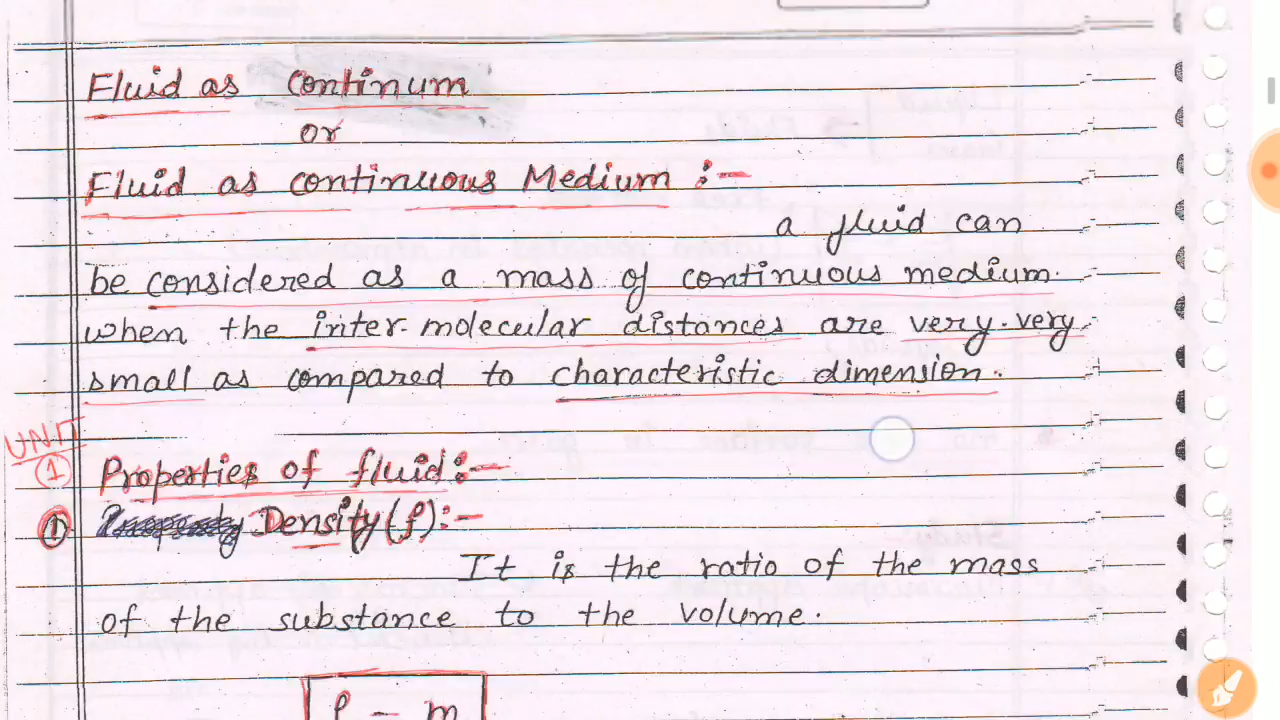 Fluid as Continum
or
Fluid as continuous Medium :-
a fluid can
be considered as a mass of continuous medium.
when the inter-molecular distances are very-very
small as compared to characteristic dimension.
UNIT
① Properties of fluid:-
① Density (ρ):-
It is the ratio of the mass
of the substance to the volume.
ρ = m